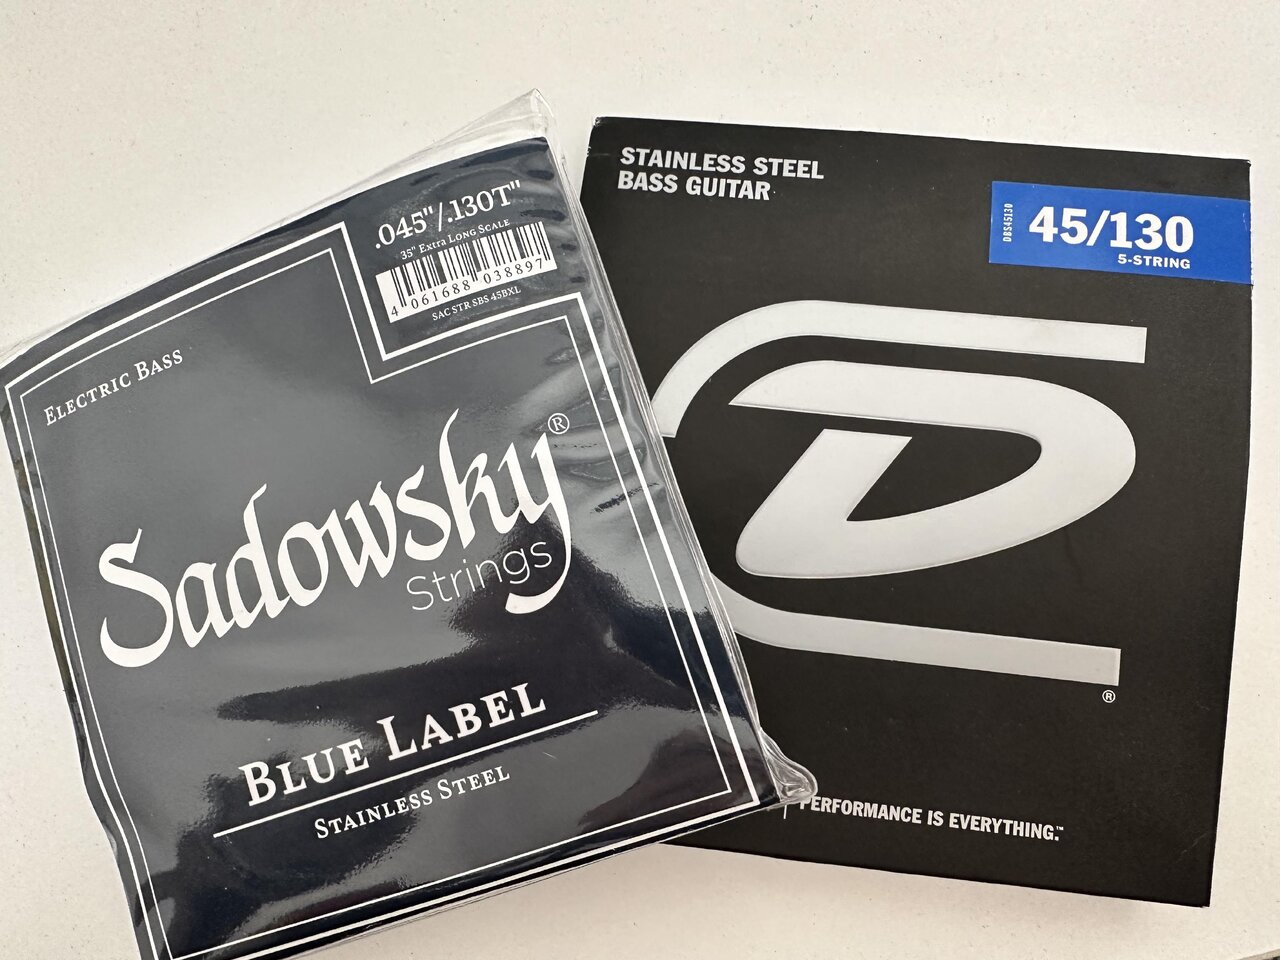 .045"/.130T"
35" Extra Long Scale
4 061688 038897
SAC STR SBS 45BXL
Electric Bass
Sadowsky®
Strings
Blue Label
Stainless Steel
STAINLESS STEEL
BASS GUITAR
DBS45130
45/130
5-STRING
D
®
PERFORMANCE IS EVERYTHING.™